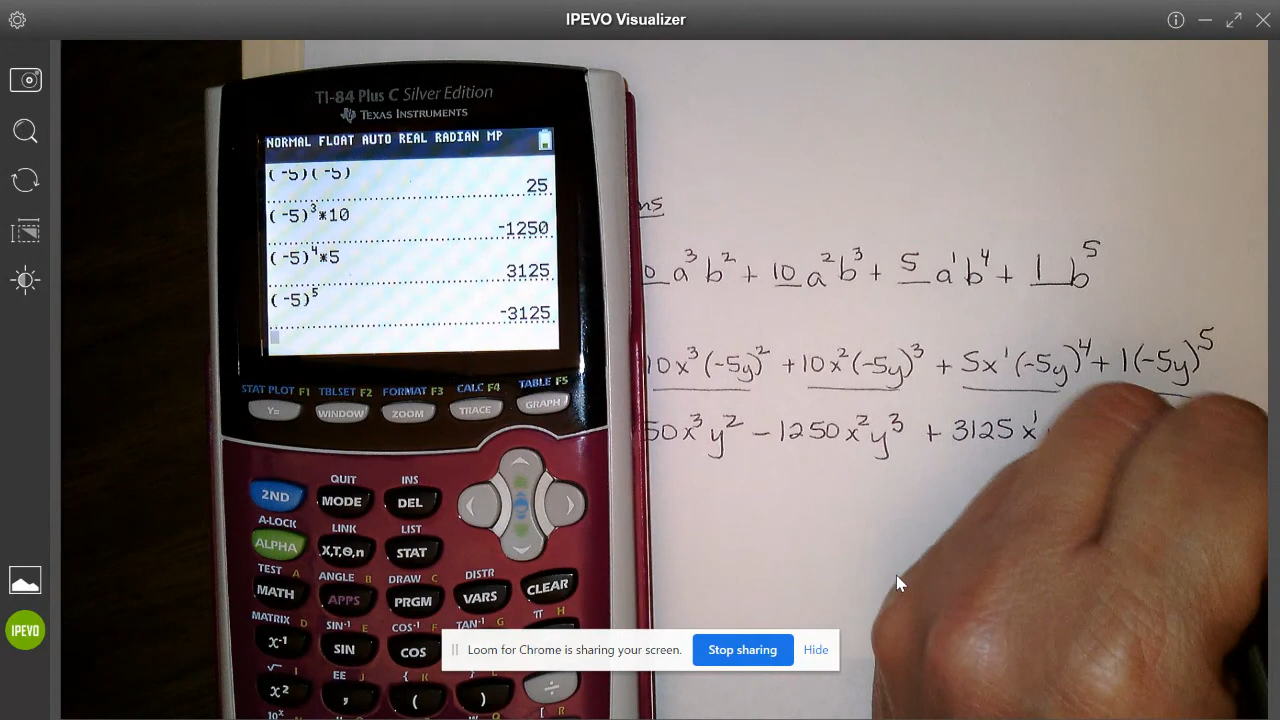 IPEVO Visualizer
TI-84 Plus C Silver Edition
TEXAS INSTRUMENTS
NORMAL FLOAT AUTO REAL RADIAN MP
(-5)(-5)
25
(-5)³*10
-1250
(-5)⁴*5
3125
(-5)⁵
-3125
ns
0 a³b² + 10 a²b³ + 5 a¹b⁴ + 1 b⁵
10x³(-5y)² + 10x²(-5y)³ + 5x¹(-5y)⁴ + 1(-5y)⁵
50x³y² - 1250x²y³ + 3125x¹
STAT PLOT F1 TBLSET F2 FORMAT F3 CALC F4 TABLE F5
Y= WINDOW ZOOM TRACE GRAPH
QUIT INS
2ND MODE DEL
A-LOCK LINK LIST
ALPHA X,T,Θ,n STAT
TEST A ANGLE B DRAW C DISTR
MATH APPS PRGM VARS CLEAR
MATRIX D SIN⁻¹ E COS⁻¹ F TAN⁻¹ G π H
x⁻¹ SIN COS
√ I EE J { K } L e M
x² , ( ) ÷
10ˣ N [ R
IPEVO
Loom for Chrome is sharing your screen. Stop sharing Hide